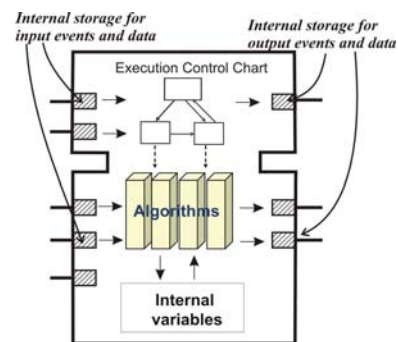 Internal storage for
input events and data
Internal storage for
output events and data
Execution Control Chart
Algorithms
Internal
variables